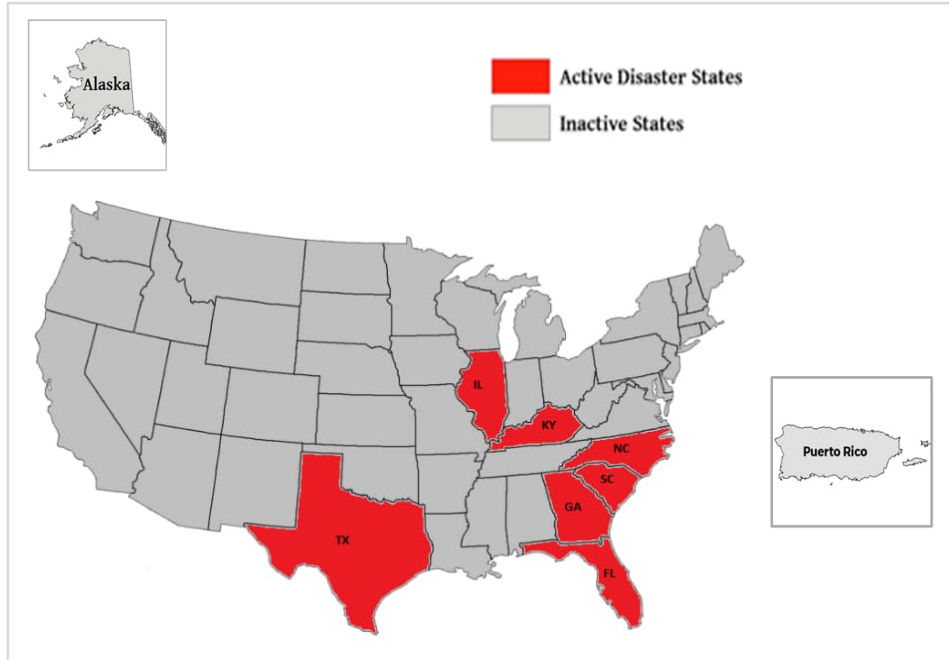 Alaska
Active Disaster States
Inactive States
IL
KY
NC
SC
GA
TX
FL
Puerto Rico